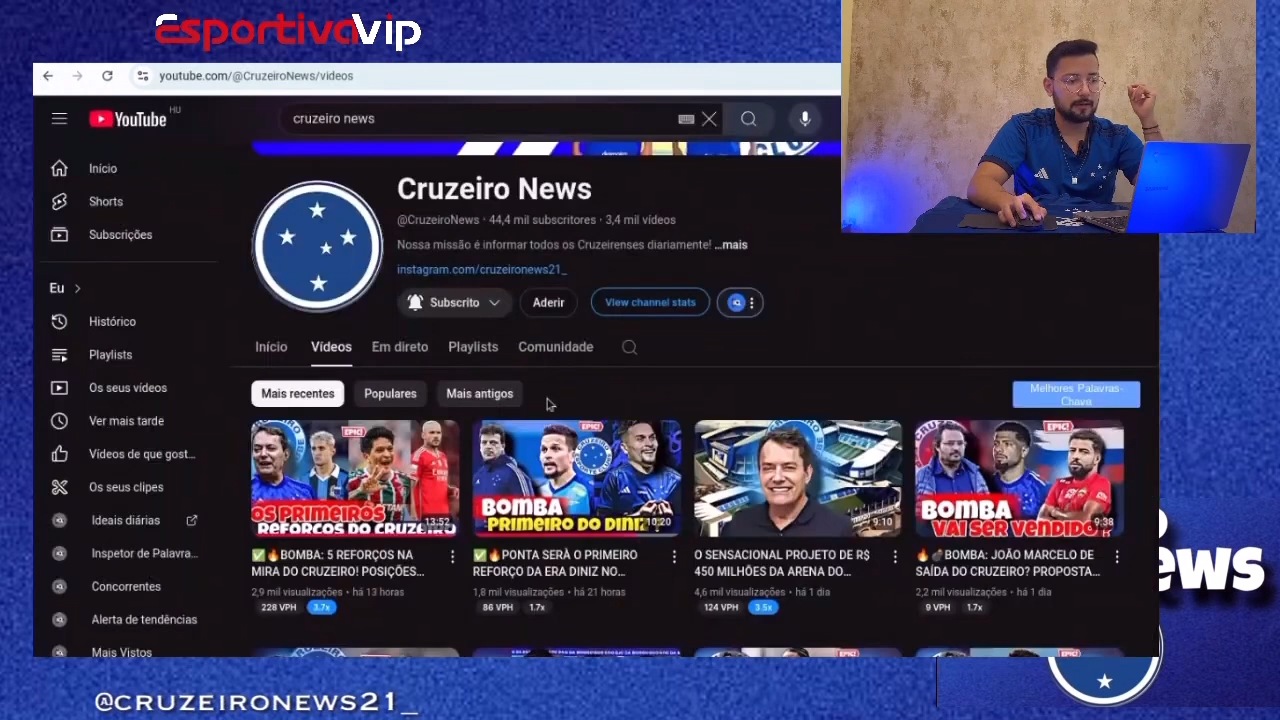 EsportivaVip
youtube.com/@CruzeiroNews/videos
YouTube
HU
cruzeiro news
Início
Shorts
Subscrições
Eu
Histórico
Playlists
Os seus vídeos
Ver mais tarde
Vídeos de que gost...
Os seus clipes
Ideais diárias
Inspetor de Palavra...
Concorrentes
Alerta de tendências
Mais Vistos
Cruzeiro News
@CruzeiroNews · 44,4 mil subscritores · 3,4 mil vídeos
Nossa missão é informar todos os Cruzeirenses diariamente! ...mais
instagram.com/cruzeironews21_
Subscrito
Aderir
View channel stats
Início
Vídeos
Em direto
Playlists
Comunidade
Mais recentes
Populares
Mais antigos
Melhores Palavras-
Chave
EPIC!
OS PRIMEIROS
REFORÇOS DO CRUZEIRO
13:52
✅🔥BOMBA: 5 REFORÇOS NA
MIRA DO CRUZEIRO! POSIÇÕES...
2,9 mil visualizações · há 13 horas
228 VPH
3.7x
EPIC!
BOMBA
PRIMEIRO DO DINIZ
10:20
✅🔥PONTA SERÀ O PRIMEIRO
REFORÇO DA ERA DINIZ NO...
1,8 mil visualizações · há 21 horas
86 VPH
1.7x
9:10
O SENSACIONAL PROJETO DE R$
450 MILHÕES DA ARENA DO...
4,6 mil visualizações · há 1 dia
124 VPH
3.5x
EPIC!
BOMBA
VAI SER VENDIDO
9:38
🔥💣BOMBA: JOÃO MARCELO DE
SAÍDA DO CRUZEIRO? PROPOSTA...
2,2 mil visualizações · há 1 dia
9 VPH
1.7x
ews
@CRUZEIRONEWS21_